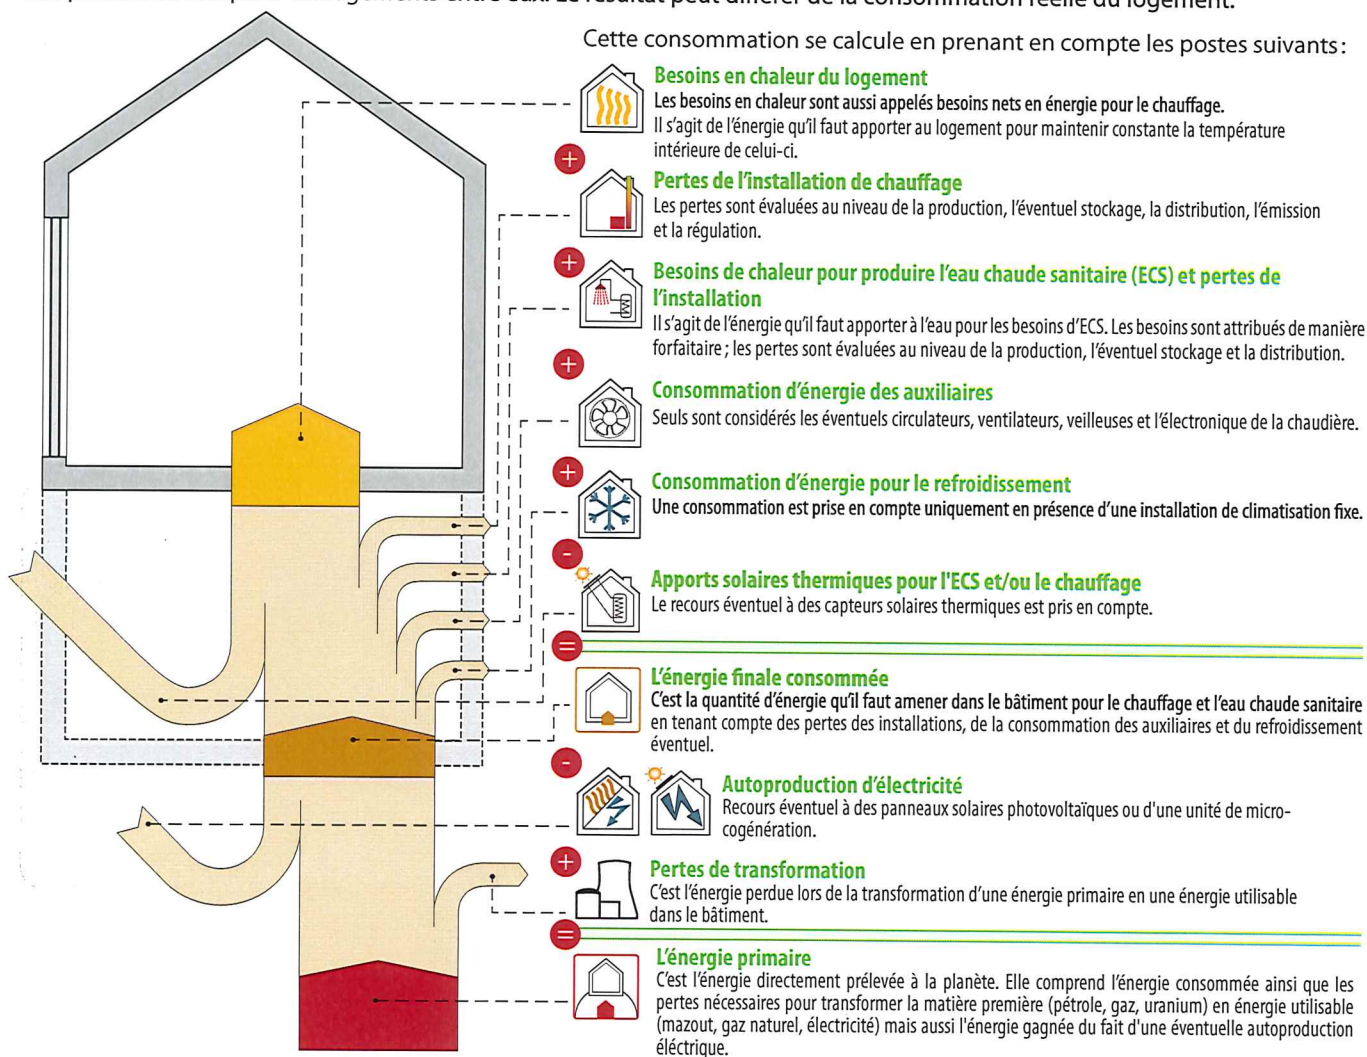 Cette consommation se calcule en prenant en compte les postes suivants :
Besoins en chaleur du logement
Les besoins en chaleur sont aussi appelés besoins nets en énergie pour le chauffage.
Il s'agit de l'énergie qu'il faut apporter au logement pour maintenir constante la température
intérieure de celui-ci.
+
Pertes de l'installation de chauffage
Les pertes sont évaluées au niveau de la production, l'éventuel stockage, la distribution, l'émission
et la régulation.
+
Besoins de chaleur pour produire l'eau chaude sanitaire (ECS) et pertes de
l'installation
Il s'agit de l'énergie qu'il faut apporter à l'eau pour les besoins d'ECS. Les besoins sont attribués de manière
forfaitaire ; les pertes sont évaluées au niveau de la production, l'éventuel stockage et la distribution.
+
Consommation d'énergie des auxiliaires
Seuls sont considérés les éventuels circulateurs, ventilateurs, veilleuses et l'électronique de la chaudière.
+
Consommation d'énergie pour le refroidissement
Une consommation est prise en compte uniquement en présence d'une installation de climatisation fixe.
-
Apports solaires thermiques pour l'ECS et/ou le chauffage
Le recours éventuel à des capteurs solaires thermiques est pris en compte.
=
L'énergie finale consommée
C'est la quantité d'énergie qu'il faut amener dans le bâtiment pour le chauffage et l'eau chaude sanitaire
en tenant compte des pertes des installations, de la consommation des auxiliaires et du refroidissement
éventuel.
-
Autoproduction d'électricité
Recours éventuel à des panneaux solaires photovoltaïques ou d'une unité de micro-
cogénération.
+
Pertes de transformation
C'est l'énergie perdue lors de la transformation d'une énergie primaire en une énergie utilisable
dans le bâtiment.
=
L'énergie primaire
C'est l'énergie directement prélevée à la planète. Elle comprend l'énergie consommée ainsi que les
pertes nécessaires pour transformer la matière première (pétrole, gaz, uranium) en énergie utilisable
(mazout, gaz naturel, électricité) mais aussi l'énergie gagnée du fait d'une éventuelle autoproduction
éléctrique.